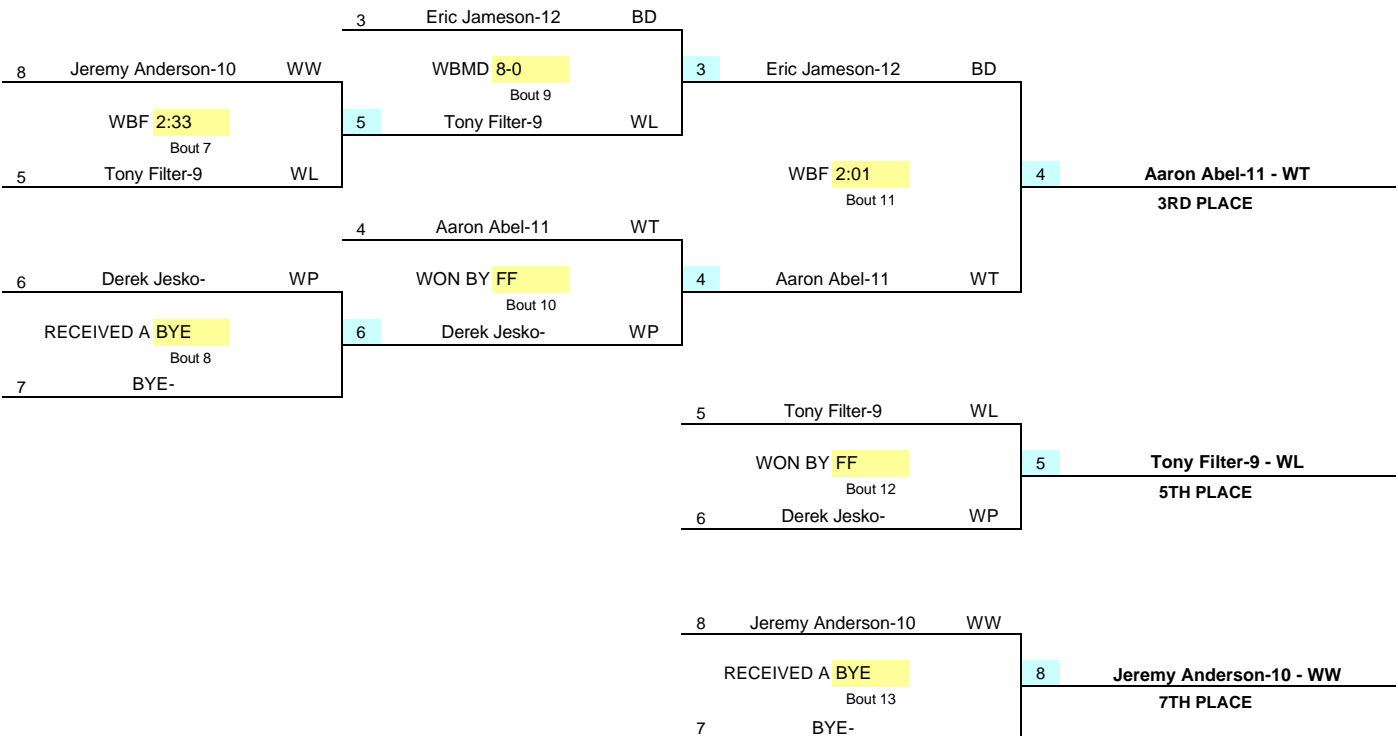 3 Eric Jameson-12 BD
8 Jeremy Anderson-10 WW
WBMD 8-0
3 Eric Jameson-12 BD
Bout 9
WBF 2:33
5 Tony Filter-9 WL
Bout 7
5 Tony Filter-9 WL
WBF 2:01
4 Aaron Abel-11 - WT
Bout 11
3RD PLACE
4 Aaron Abel-11 WT
6 Derek Jesko- WP
WON BY FF
4 Aaron Abel-11 WT
Bout 10
RECEIVED A BYE
6 Derek Jesko- WP
Bout 8
7 BYE-
5 Tony Filter-9 WL
WON BY FF
5 Tony Filter-9 - WL
Bout 12
5TH PLACE
6 Derek Jesko- WP
8 Jeremy Anderson-10 WW
RECEIVED A BYE
8 Jeremy Anderson-10 - WW
Bout 13
7TH PLACE
7 BYE-